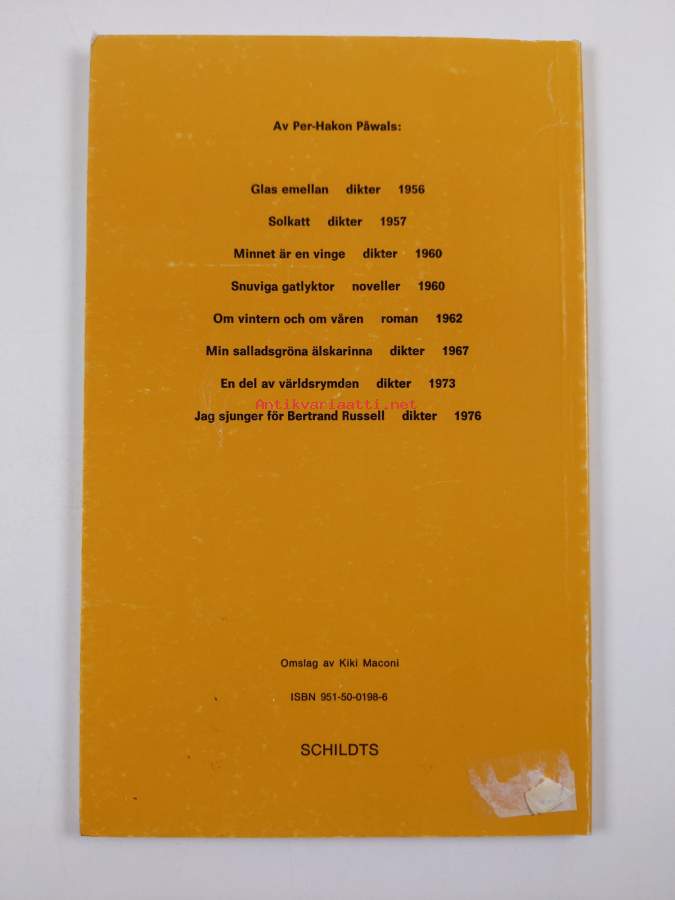 Av Per-Hakon Påwals:
Glas emellan dikter 1956
Solkatt dikter 1957
Minnet är en vinge dikter 1960
Snuviga gatlyktor noveller 1960
Om vintern och om våren roman 1962
Min salladsgröna älskarinna dikter 1967
En del av världsrymden dikter 1973
Antikvariaatti.net
Jag sjunger för Bertrand Russell dikter 1976
Omslag av Kiki Maconi
ISBN 951-50-0198-6
SCHILDTS